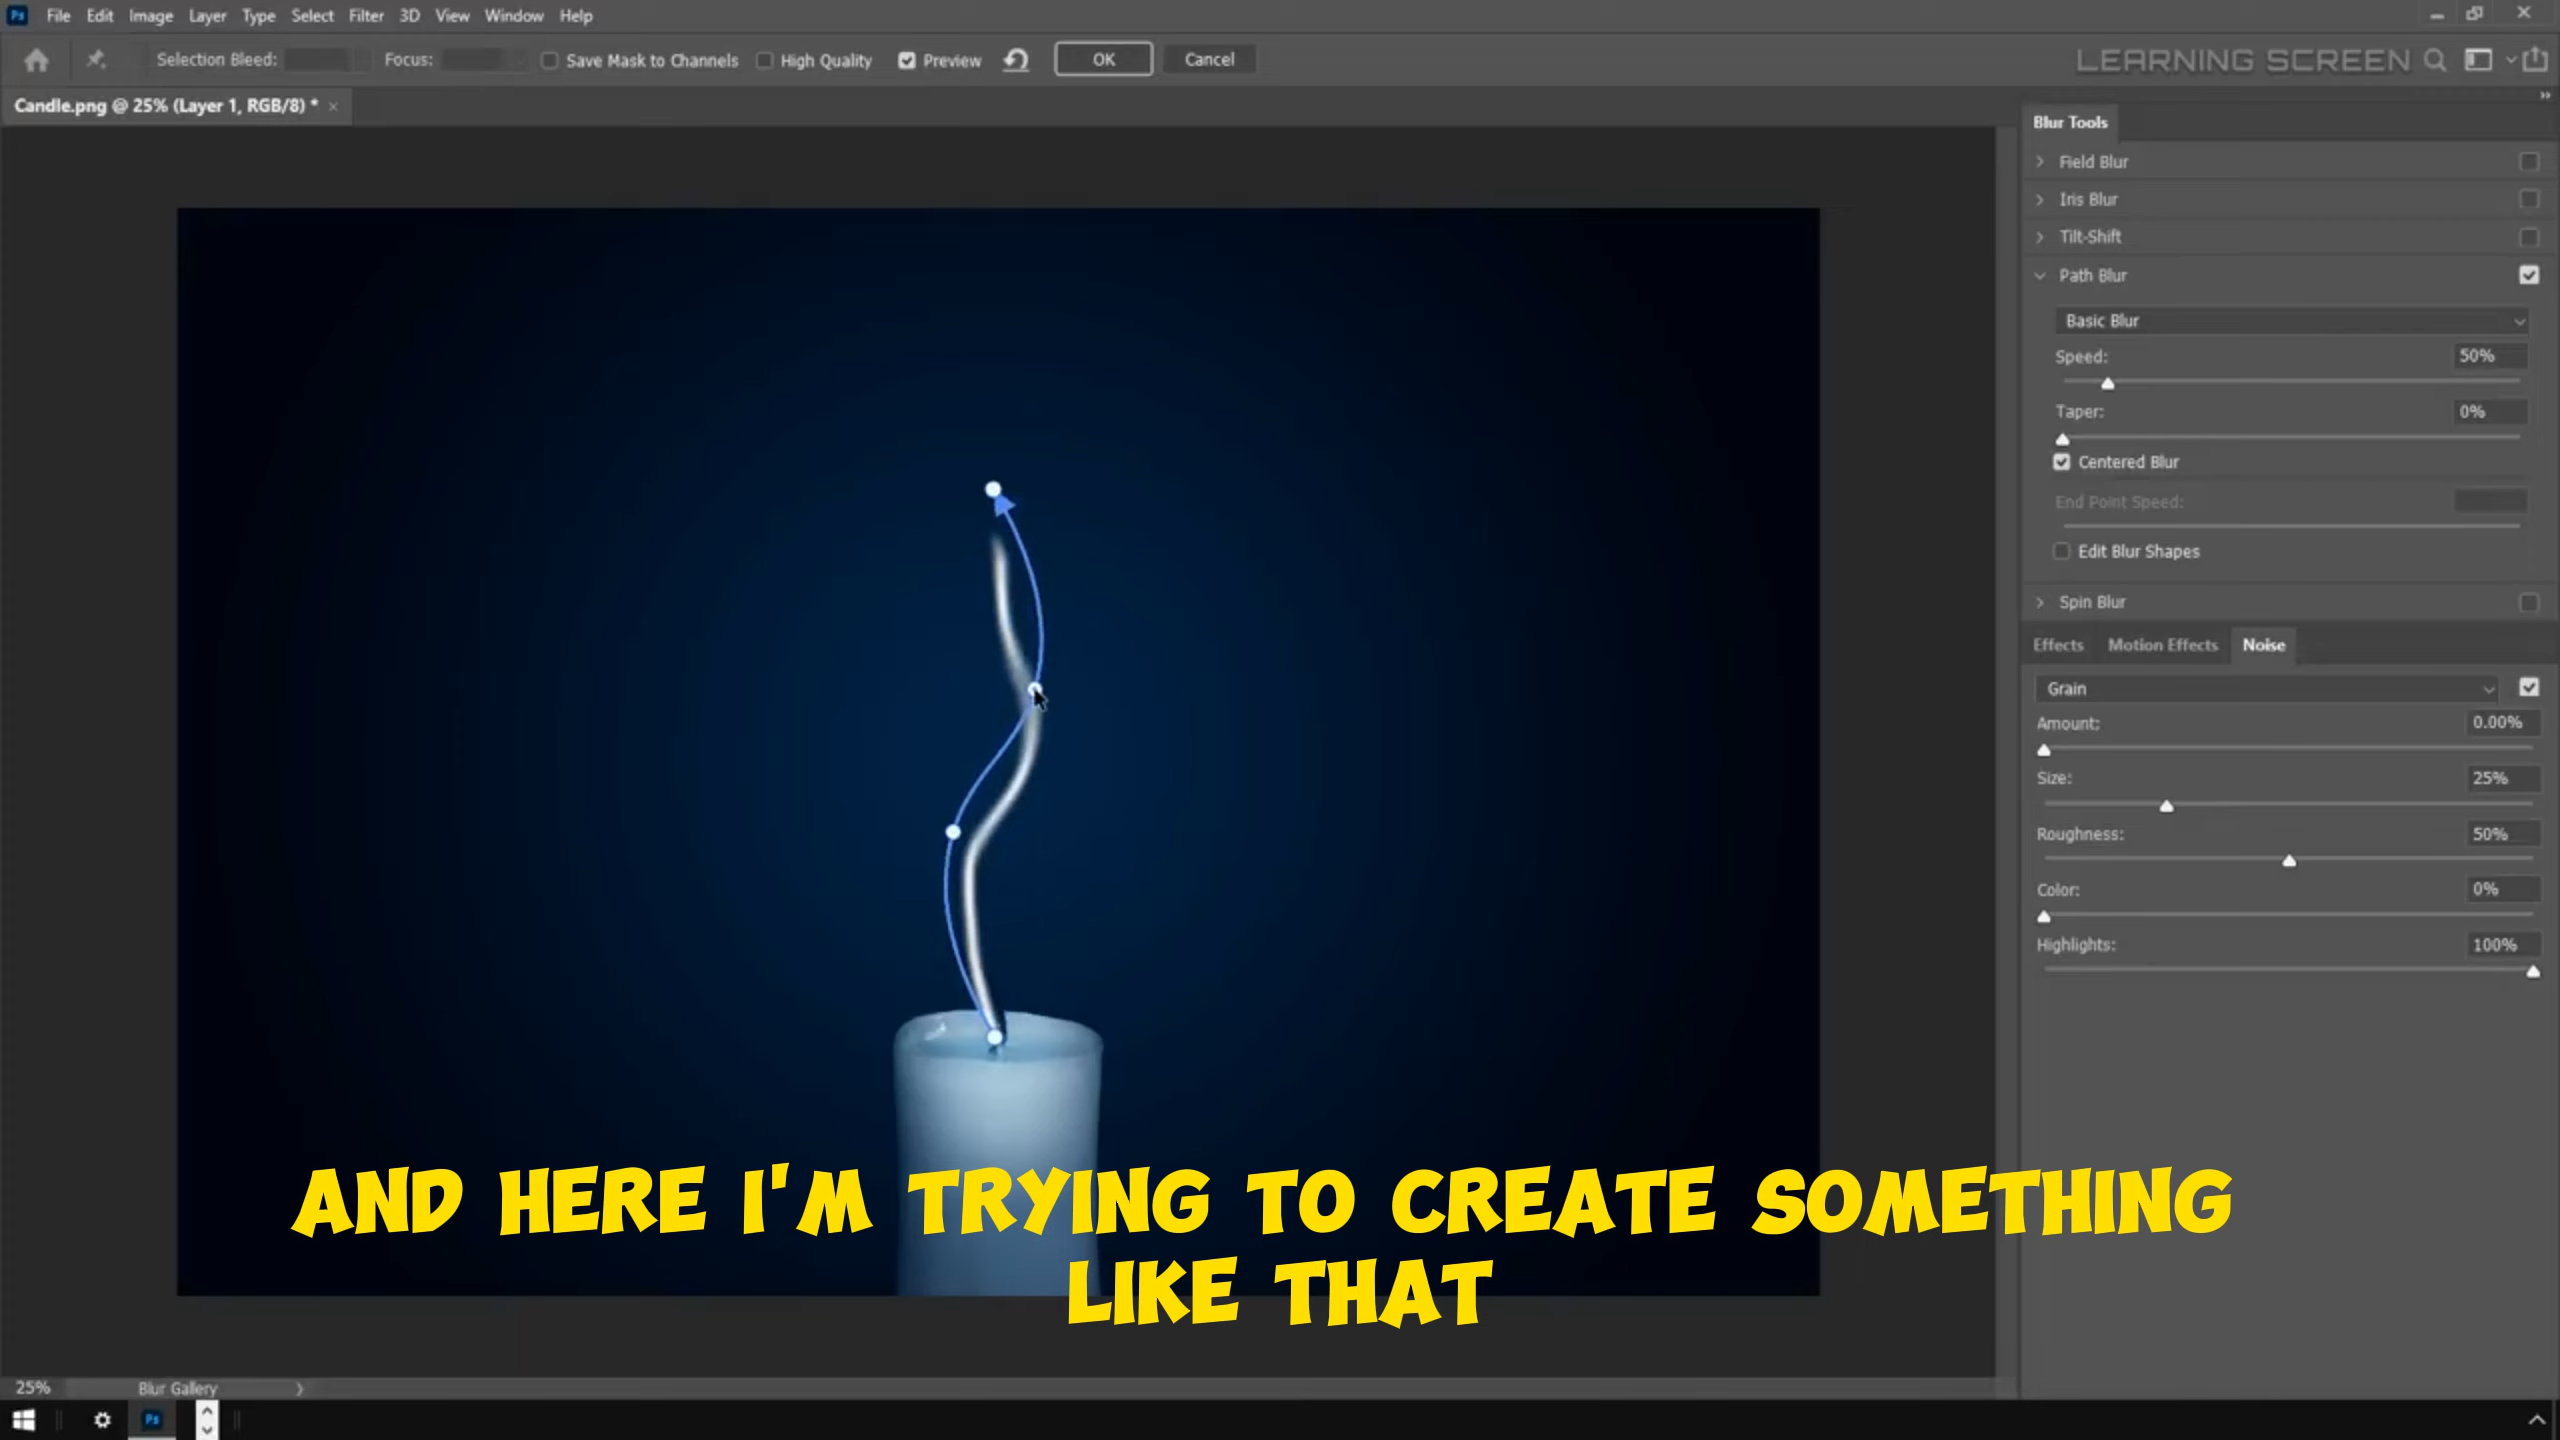 Ps File Edit Image Layer Type Select Filter 3D View Window Help
Selection Bleed: Focus: Save Mask to Channels High Quality Preview OK Cancel LEARNING SCREEN
Candle.png @ 25% (Layer 1, RGB/8) *
Blur Tools
Field Blur
Iris Blur
Tilt-Shift
Path Blur
Basic Blur
Speed: 50%
Taper: 0%
Centered Blur
End Point Speed:
Edit Blur Shapes
Spin Blur
Effects Motion Effects Noise
Grain
Amount: 0.00%
Size: 25%
Roughness: 50%
Color: 0%
Highlights: 100%
AND HERE I'M TRYING TO CREATE SOMETHING
LIKE THAT
25% Blur Gallery
Ps